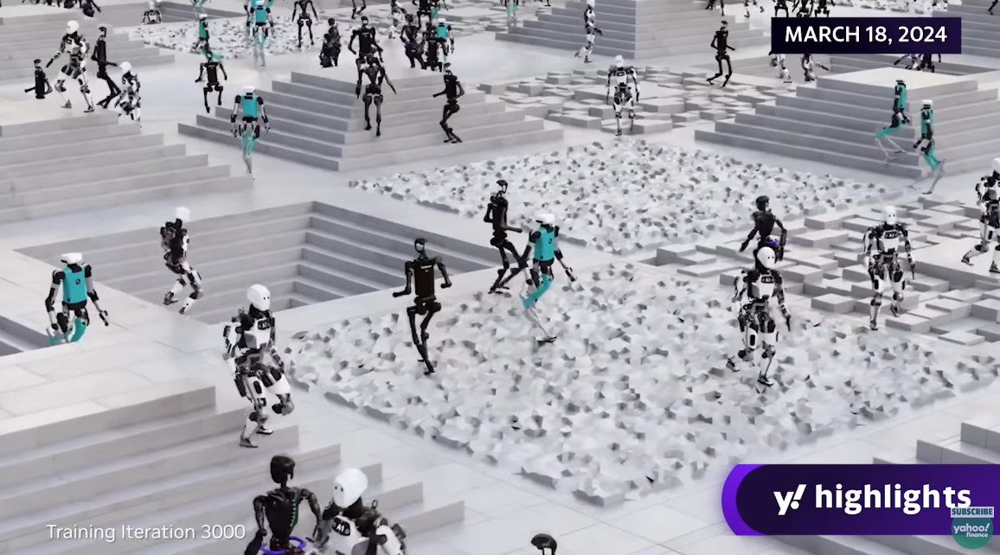 MARCH 18, 2024
y! highlights
SUBSCRIBE
yahoo!
finance
Training Iteration 3000